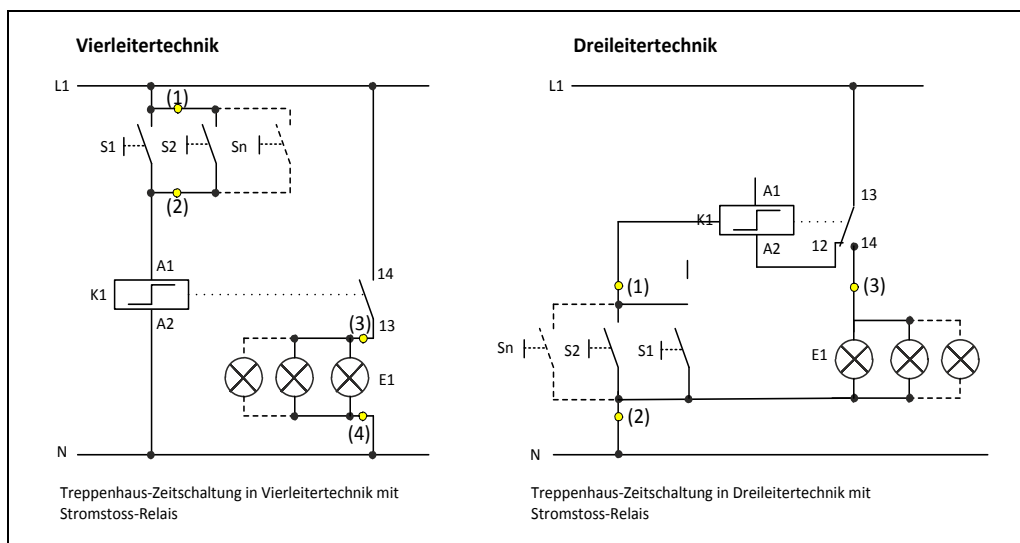 Vierleitertechnik
L1
(1)
S1
S2
Sn
(2)
A1
K1
A2
14
13
(3)
E1
(4)
N
Treppenhaus-Zeitschaltung in Vierleitertechnik mit
Stromstoss-Relais
Dreileitertechnik
L1
A1
K1
A2
13
12
14
(1)
(3)
Sn
S2
S1
E1
(2)
N
Treppenhaus-Zeitschaltung in Dreileitertechnik mit
Stromstoss-Relais